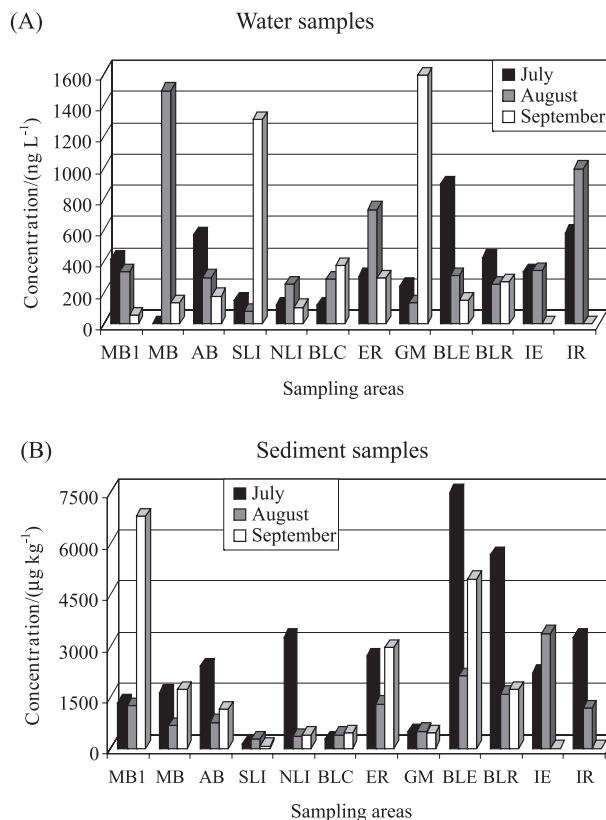 (A)
Water samples
Concentration/(ng L-1)
1600
1400
1200
1000
800
600
400
200
0
July
August
September
MB1 MB AB SLI NLI BLC ER GM BLE BLR IE IR
Sampling areas
(B)
Sediment samples
Concentration/(µg kg-1)
7500
6000
4500
3000
1500
0
July
August
September
MB1 MB AB SLI NLI BLC ER GM BLE BLR IE IR
Sampling areas